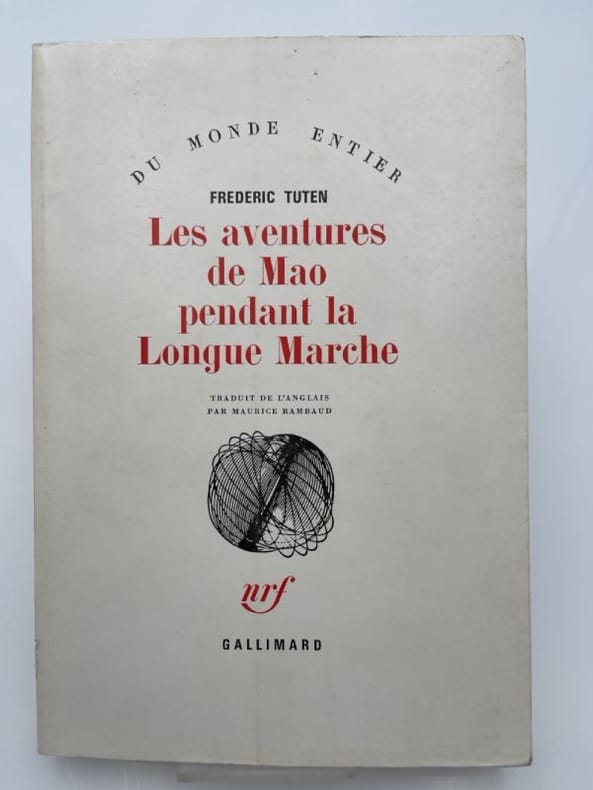 DU MONDE ENTIER
FREDERIC TUTEN
Les aventures
de Mao
pendant la
Longue Marche
TRADUIT DE L'ANGLAIS
PAR MAURICE RAMBAUD
nrf
GALLIMARD